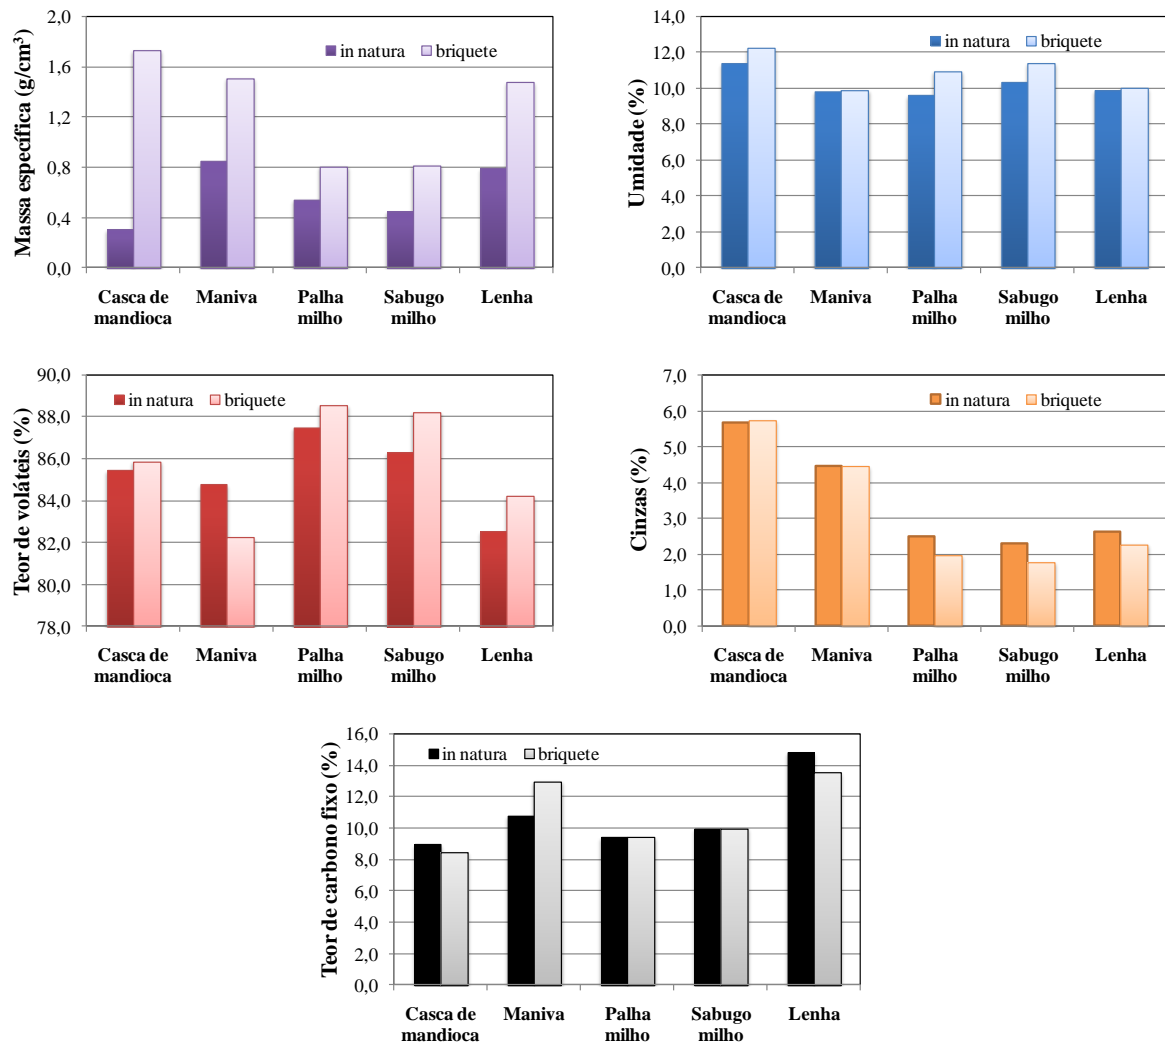 Massa específica (g/cm³)
2,0
1,6
1,2
0,8
0,4
0,0
in natura briquete
Casca de mandioca
Maniva
Palha milho
Sabugo milho
Lenha
Umidade (%)
14,0
12,0
10,0
8,0
6,0
4,0
2,0
0,0
in natura briquete
Casca de mandioca
Maniva
Palha milho
Sabugo milho
Lenha
Teor de voláteis (%)
90,0
88,0
86,0
84,0
82,0
80,0
78,0
in natura briquete
Casca de mandioca
Maniva
Palha milho
Sabugo milho
Lenha
Cinzas (%)
7,0
6,0
5,0
4,0
3,0
2,0
1,0
0,0
in natura briquete
Casca de mandioca
Maniva
Palha milho
Sabugo milho
Lenha
Teor de carbono fixo (%)
16,0
14,0
12,0
10,0
8,0
6,0
4,0
2,0
0,0
in natura briquete
Casca de mandioca
Maniva
Palha milho
Sabugo milho
Lenha